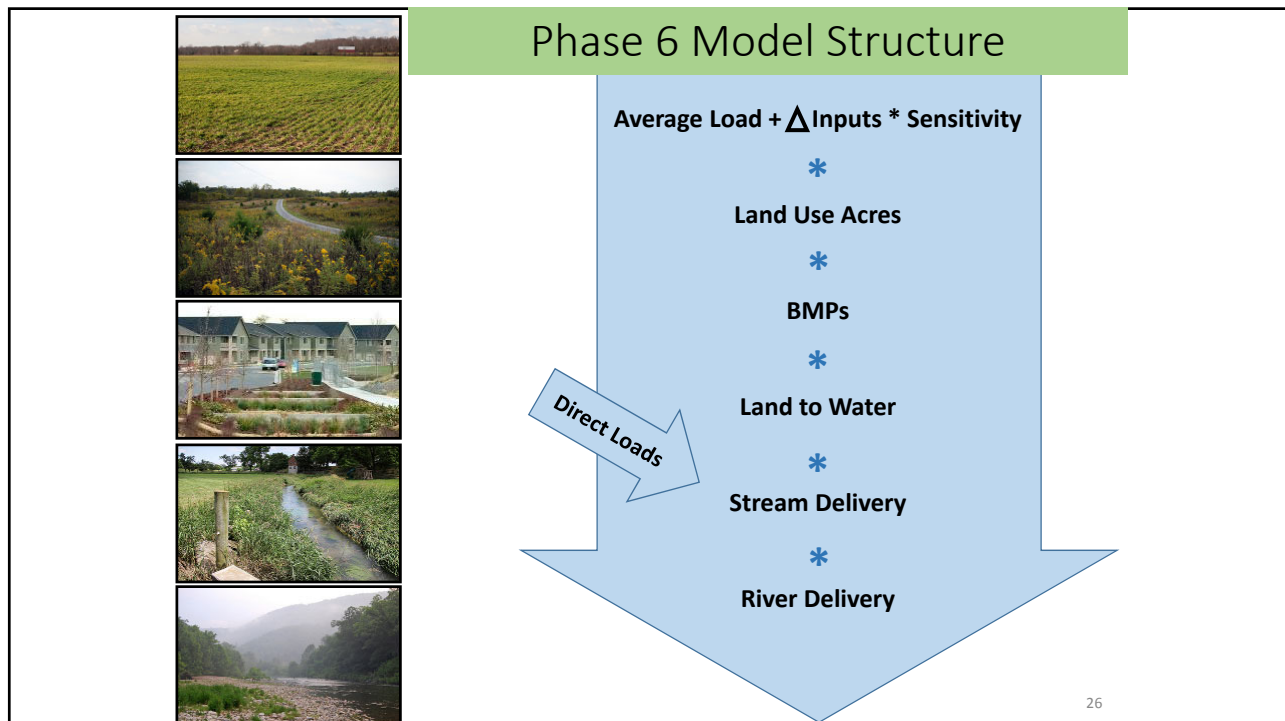 Phase 6 Model Structure
Average Load + Δ Inputs * Sensitivity
*
Land Use Acres
*
BMPs
*
Land to Water
*
Direct Loads
Stream Delivery
*
River Delivery
26